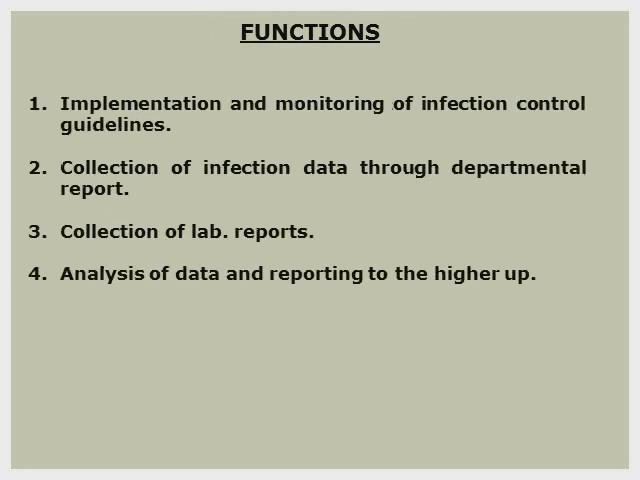 FUNCTIONS
1. Implementation and monitoring of infection control
guidelines.
2. Collection of infection data through departmental
report.
3. Collection of lab. reports.
4. Analysis of data and reporting to the higher up.